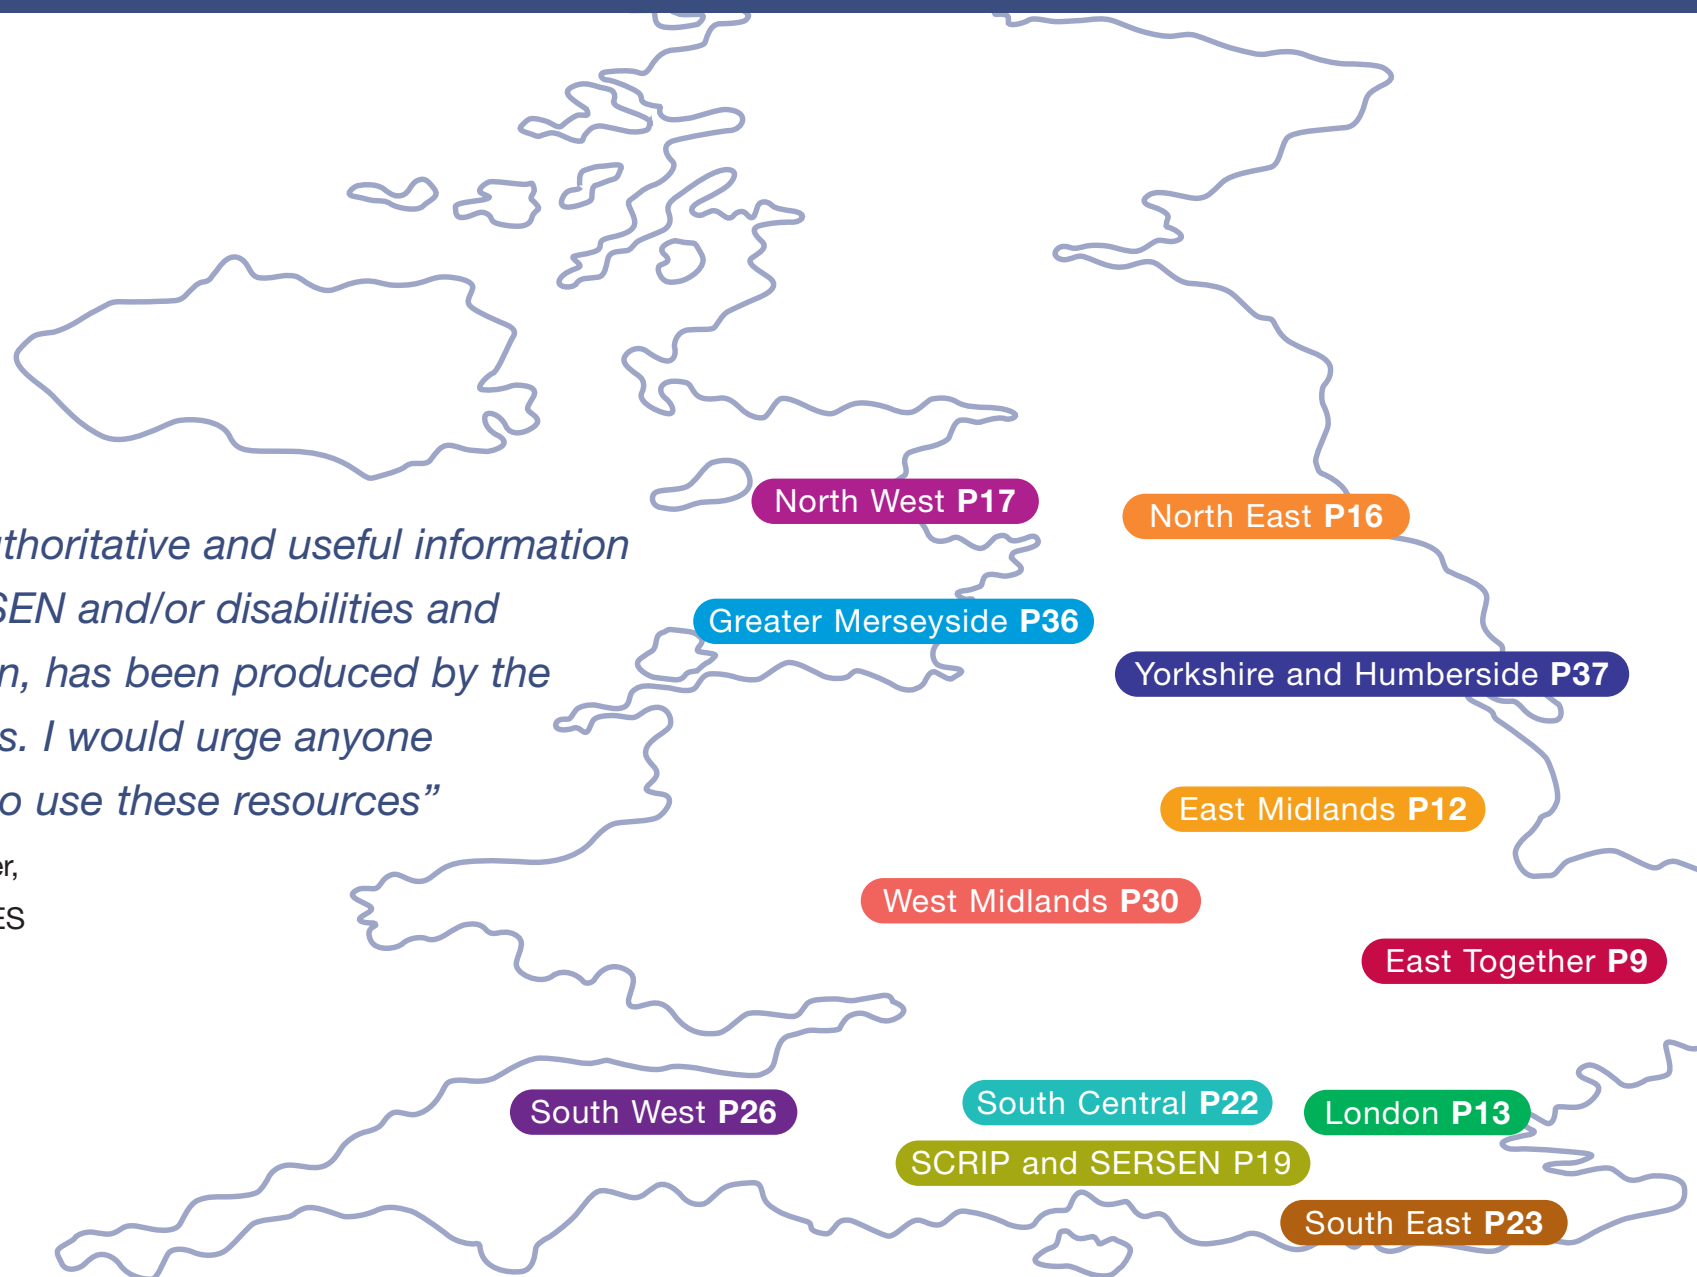 North West P17
North East P16
uthoritative and useful information
SEN and/or disabilities and
Greater Merseyside P36
n, has been produced by the
Yorkshire and Humberside P37
s. I would urge anyone
o use these resources”
East Midlands P12
er,
West Midlands P30
ES
East Together P9
South West P26
South Central P22
London P13
SCRIP and SERSEN P19
South East P23